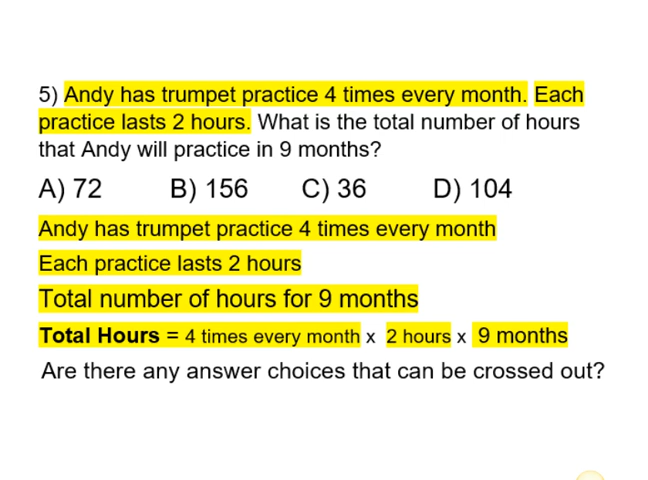 5) Andy has trumpet practice 4 times every month. Each
practice lasts 2 hours. What is the total number of hours
that Andy will practice in 9 months?
A) 72 B) 156 C) 36 D) 104
Andy has trumpet practice 4 times every month
Each practice lasts 2 hours
Total number of hours for 9 months
Total Hours = 4 times every month x 2 hours x 9 months
Are there any answer choices that can be crossed out?